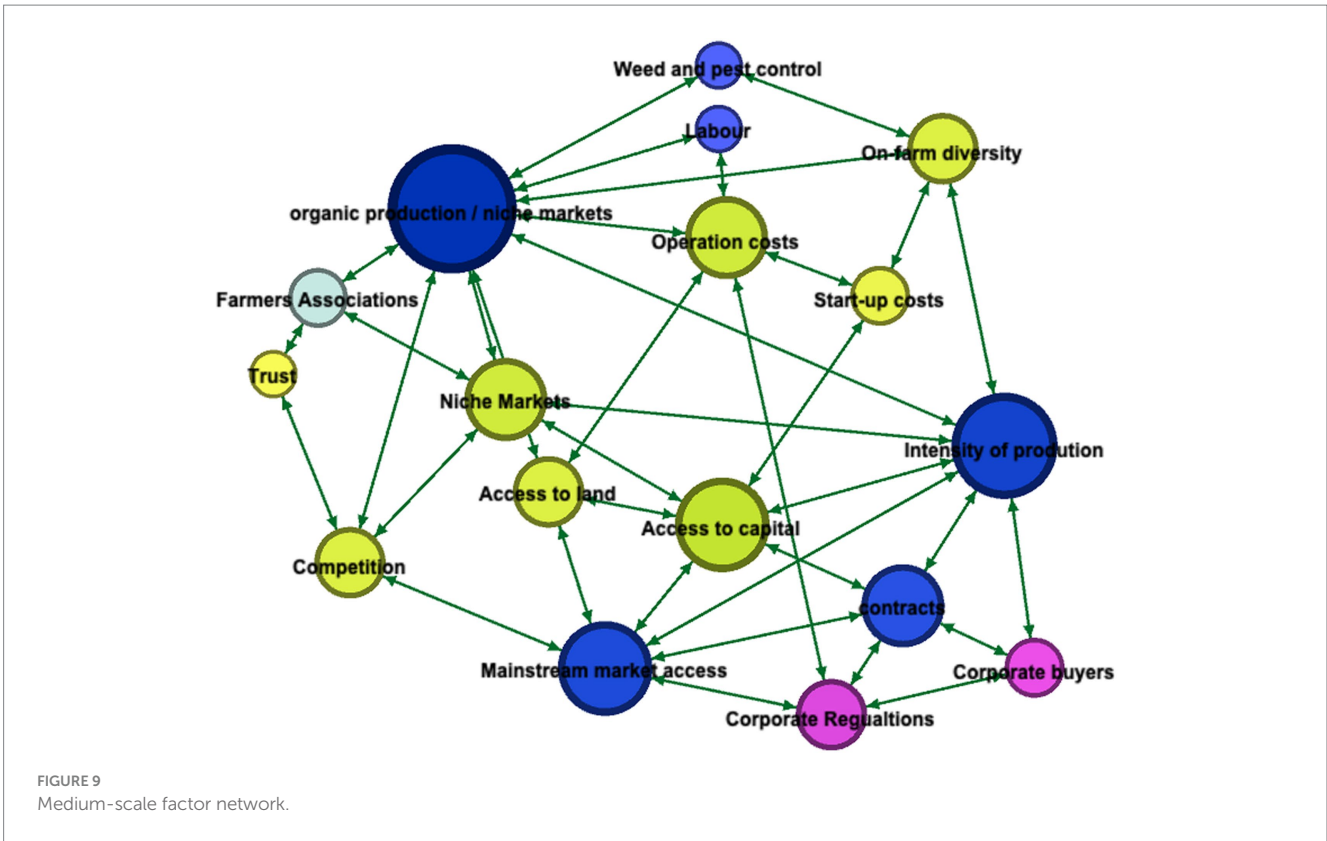 Weed and pest control
Labour
On-farm diversity
organic production / niche markets
Operation costs
Farmers Associations
Start-up costs
Trust
Niche Markets
Intensity of prodution
Access to land
Access to capital
Competition
contracts
Mainstream market access
Corporate buyers
Corporate Regualtions
FIGURE 9
Medium-scale factor network.